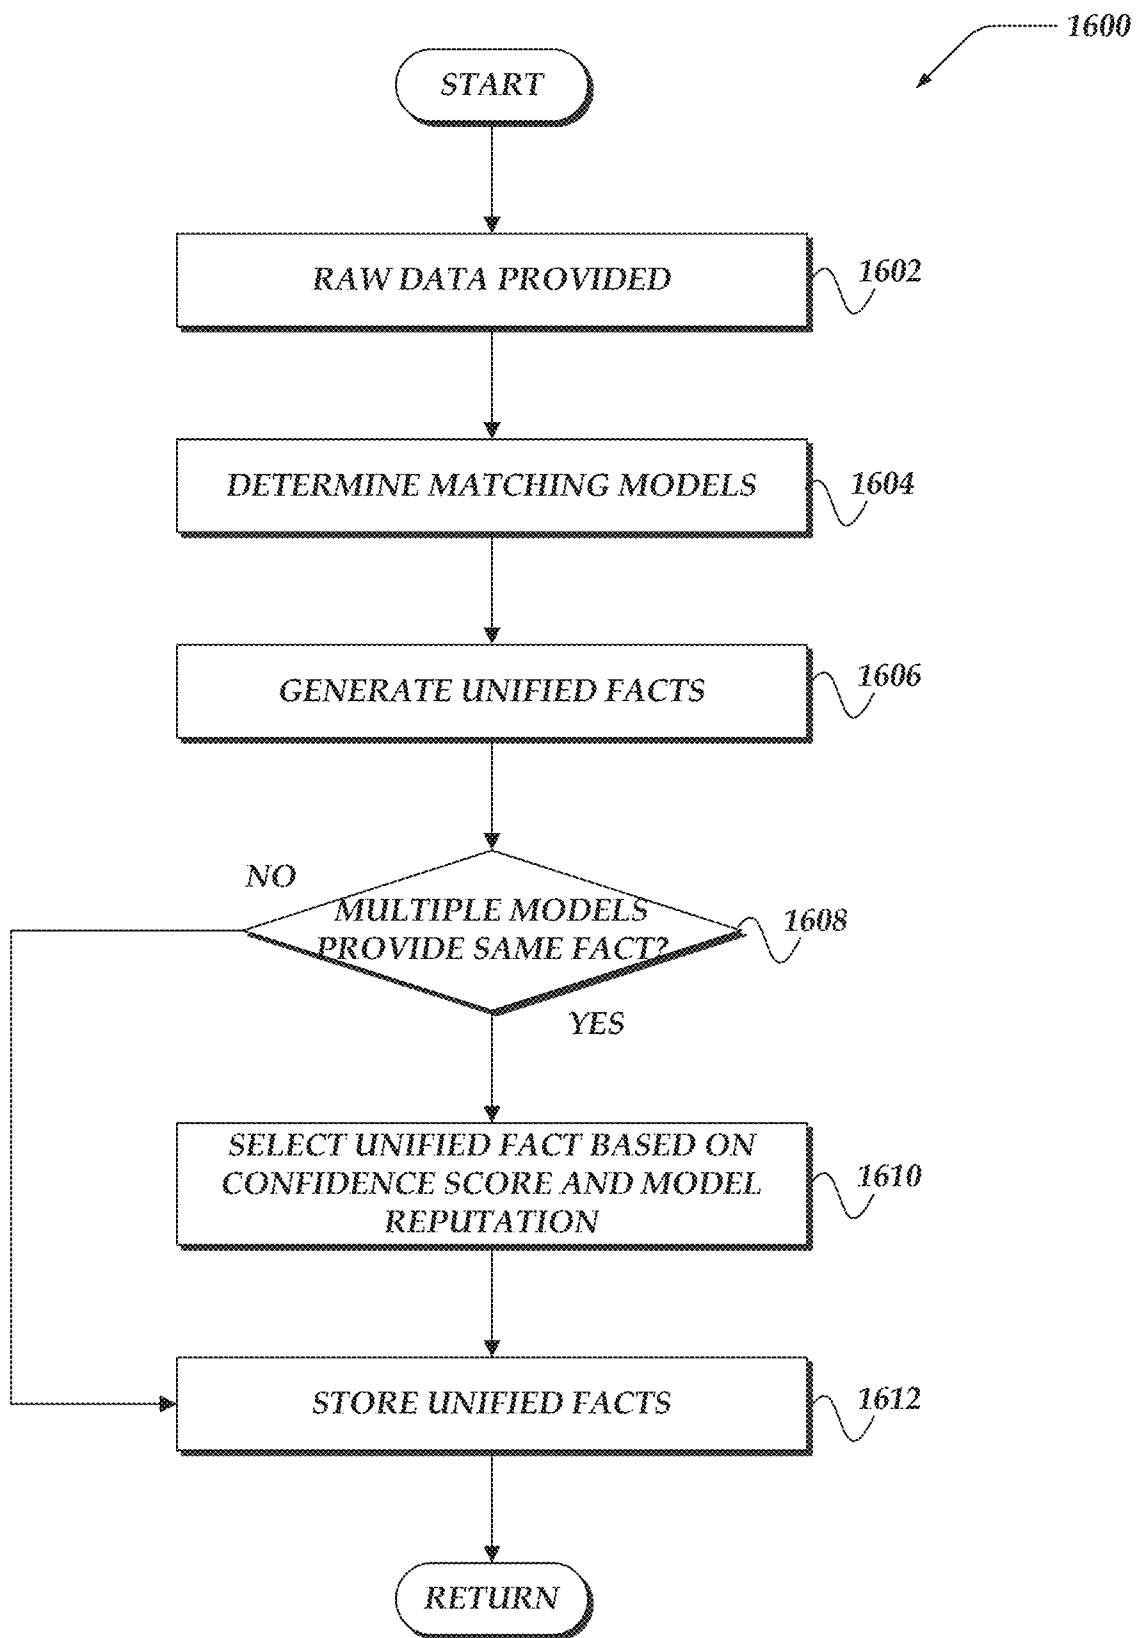 1600
START
RAW DATA PROVIDED
1602
DETERMINE MATCHING MODELS
1604
GENERATE UNIFIED FACTS
1606
NO
MULTIPLE MODELS
PROVIDE SAME FACT?
1608
YES
SELECT UNIFIED FACT BASED ON
CONFIDENCE SCORE AND MODEL
REPUTATION
1610
STORE UNIFIED FACTS
1612
RETURN